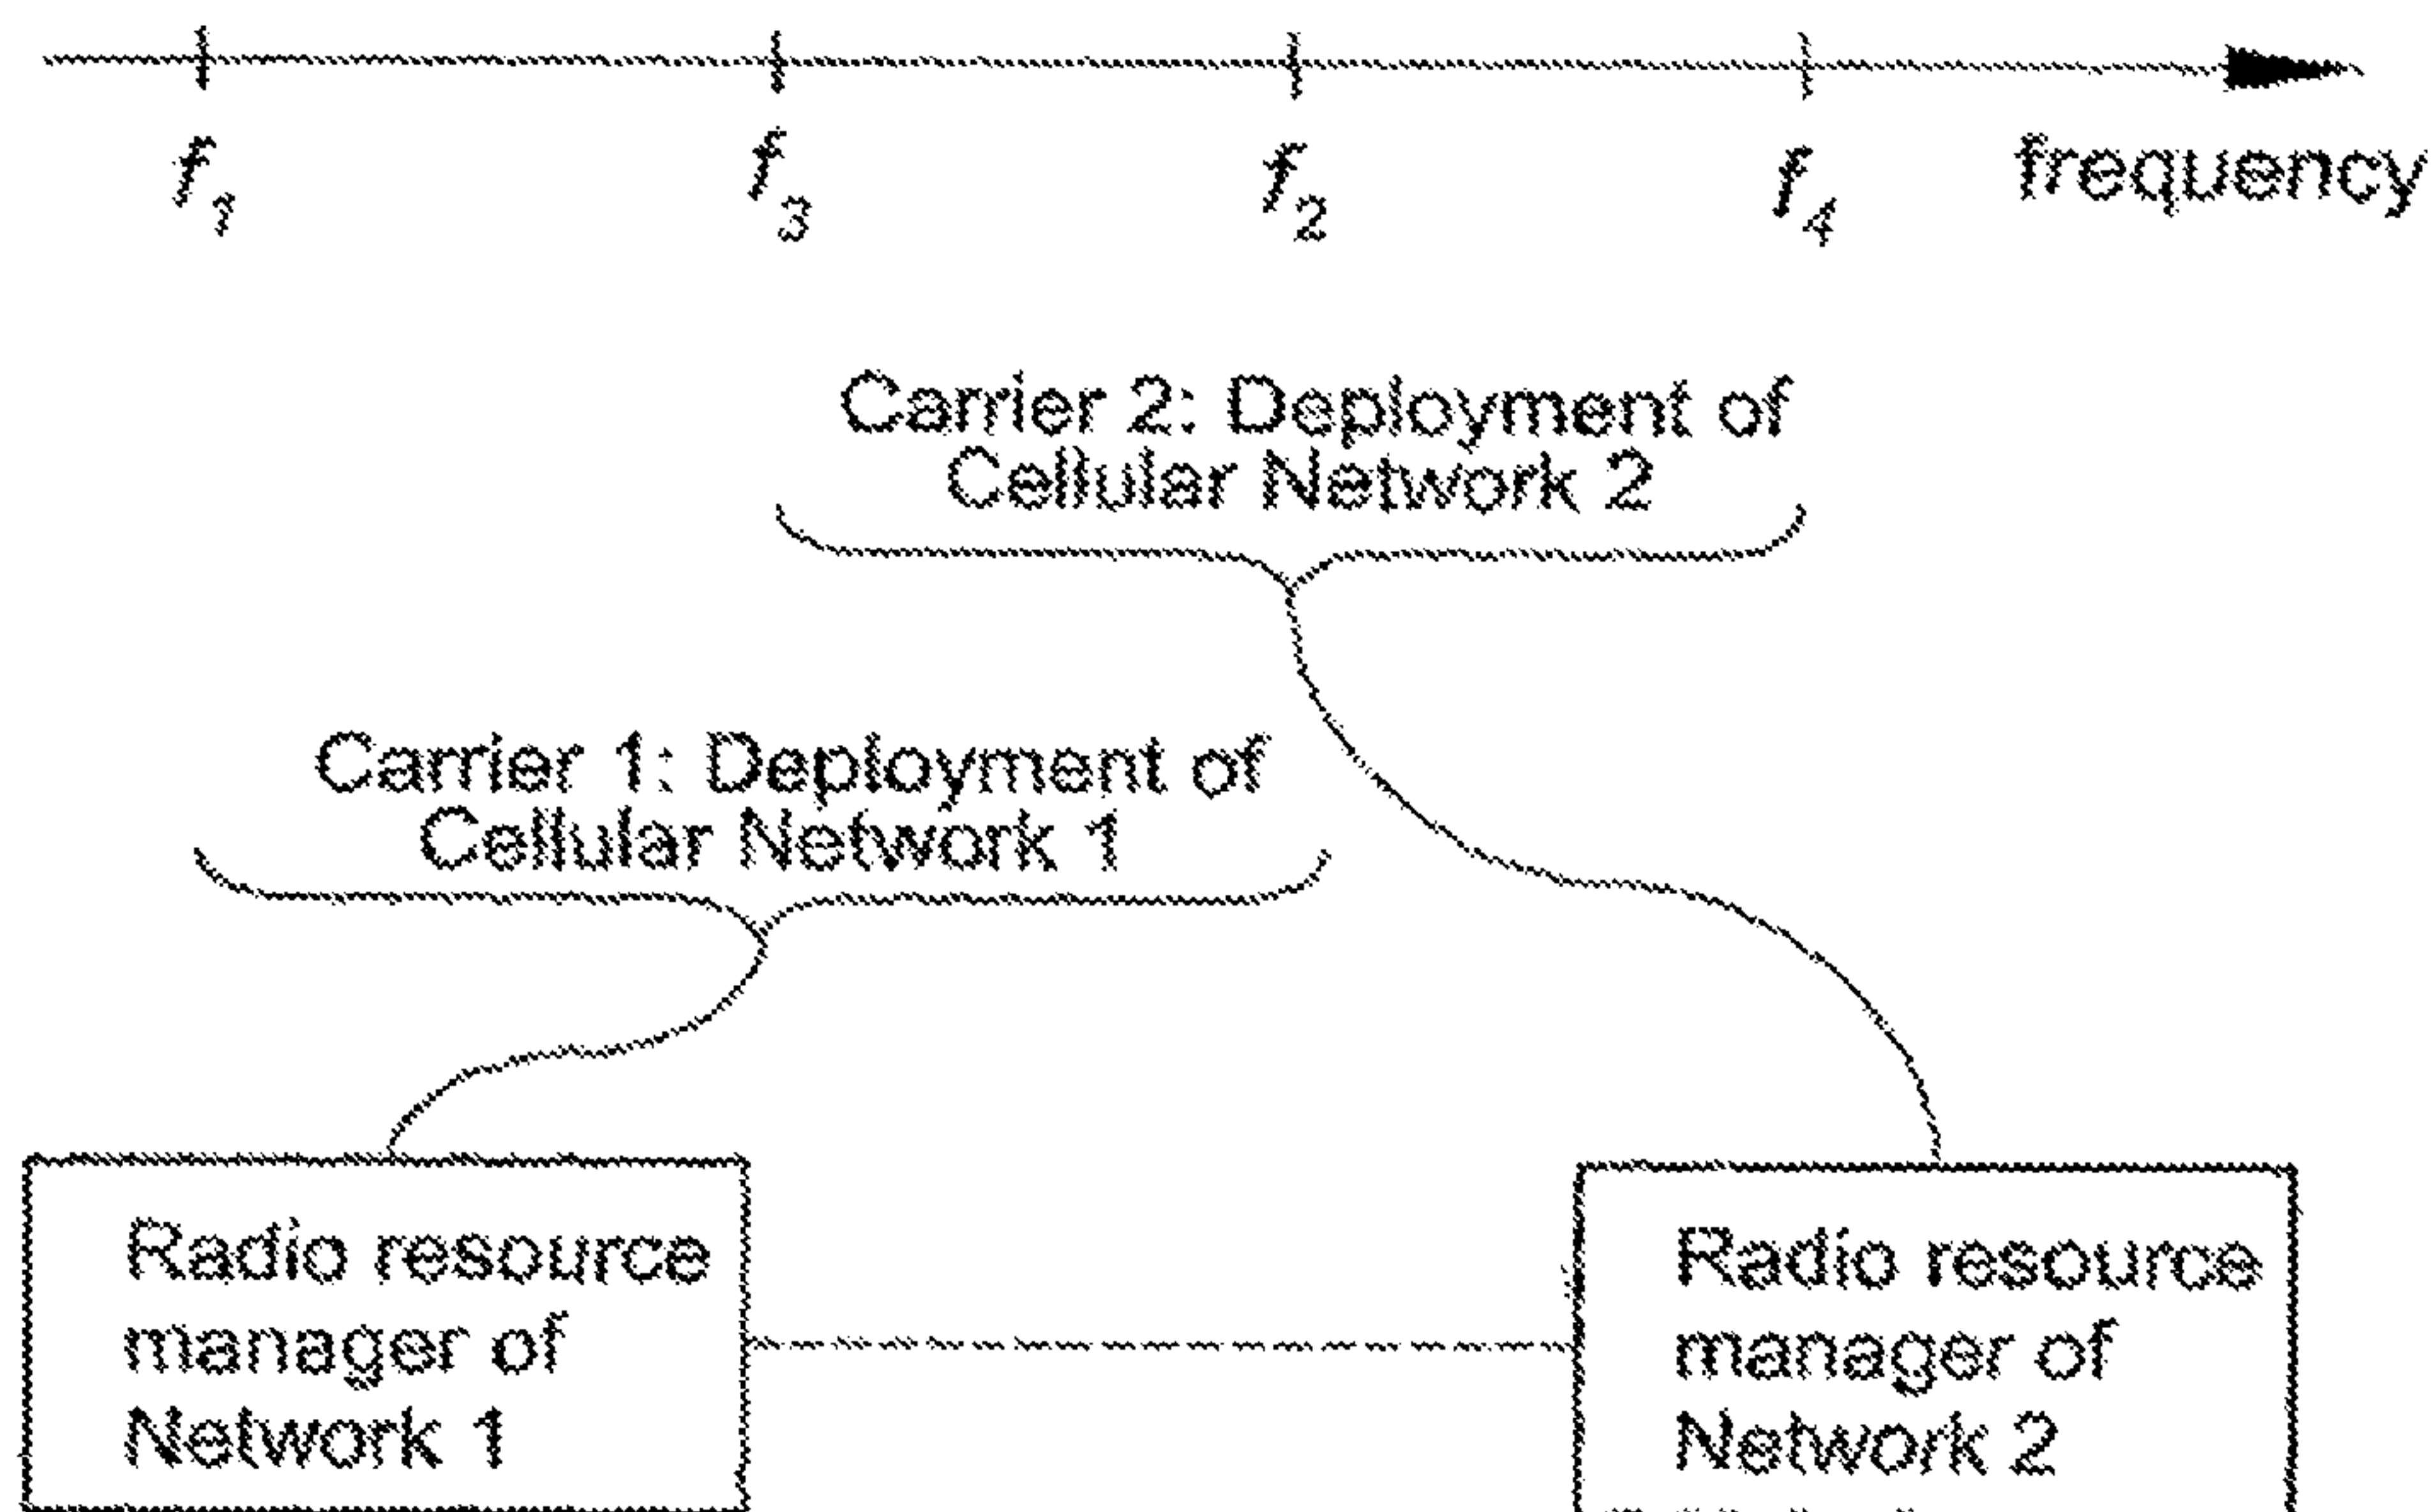 f1 f3 f2 f4 frequency
Carrier 2: Deployment of
Cellular Network 2
Carrier 1: Deployment of
Cellular Network 1
Radio resource
manager of
Network 1
Radio resource
manager of
Network 2